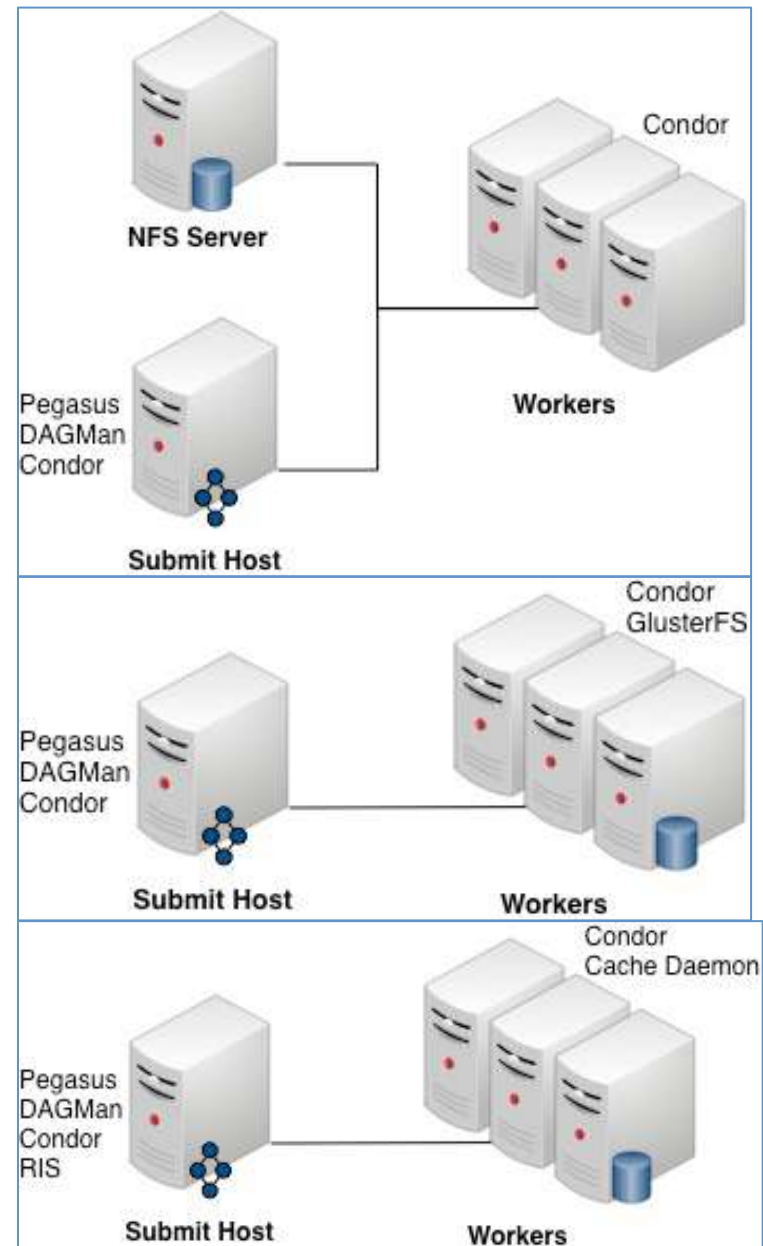 Condor
NFS Server
Pegasus
DAGMan
Condor
Workers
Submit Host
Condor
GlusterFS
Pegasus
DAGMan
Condor
Submit Host
Workers
Condor
Cache Daemon
Pegasus
DAGMan
Condor
RIS
Submit Host
Workers